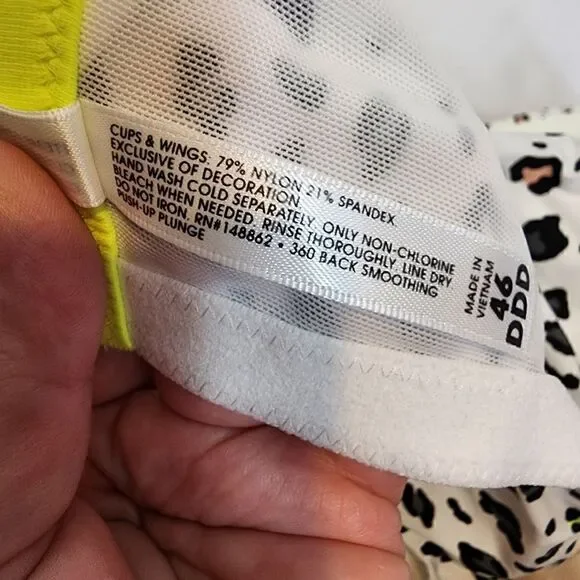 CUPS & WINGS: 79% NYLON 21% SPANDEX
EXCLUSIVE OF DECORATION
HAND WASH COLD SEPARATELY. ONLY NON-CHLORINE
BLEACH WHEN NEEDED. RINSE THOROUGHLY. LINE DRY
DO NOT IRON. RN#148862 • 360 BACK SMOOTHING
PUSH-UP PLUNGE
MADE IN
VIETNAM
46
DDD